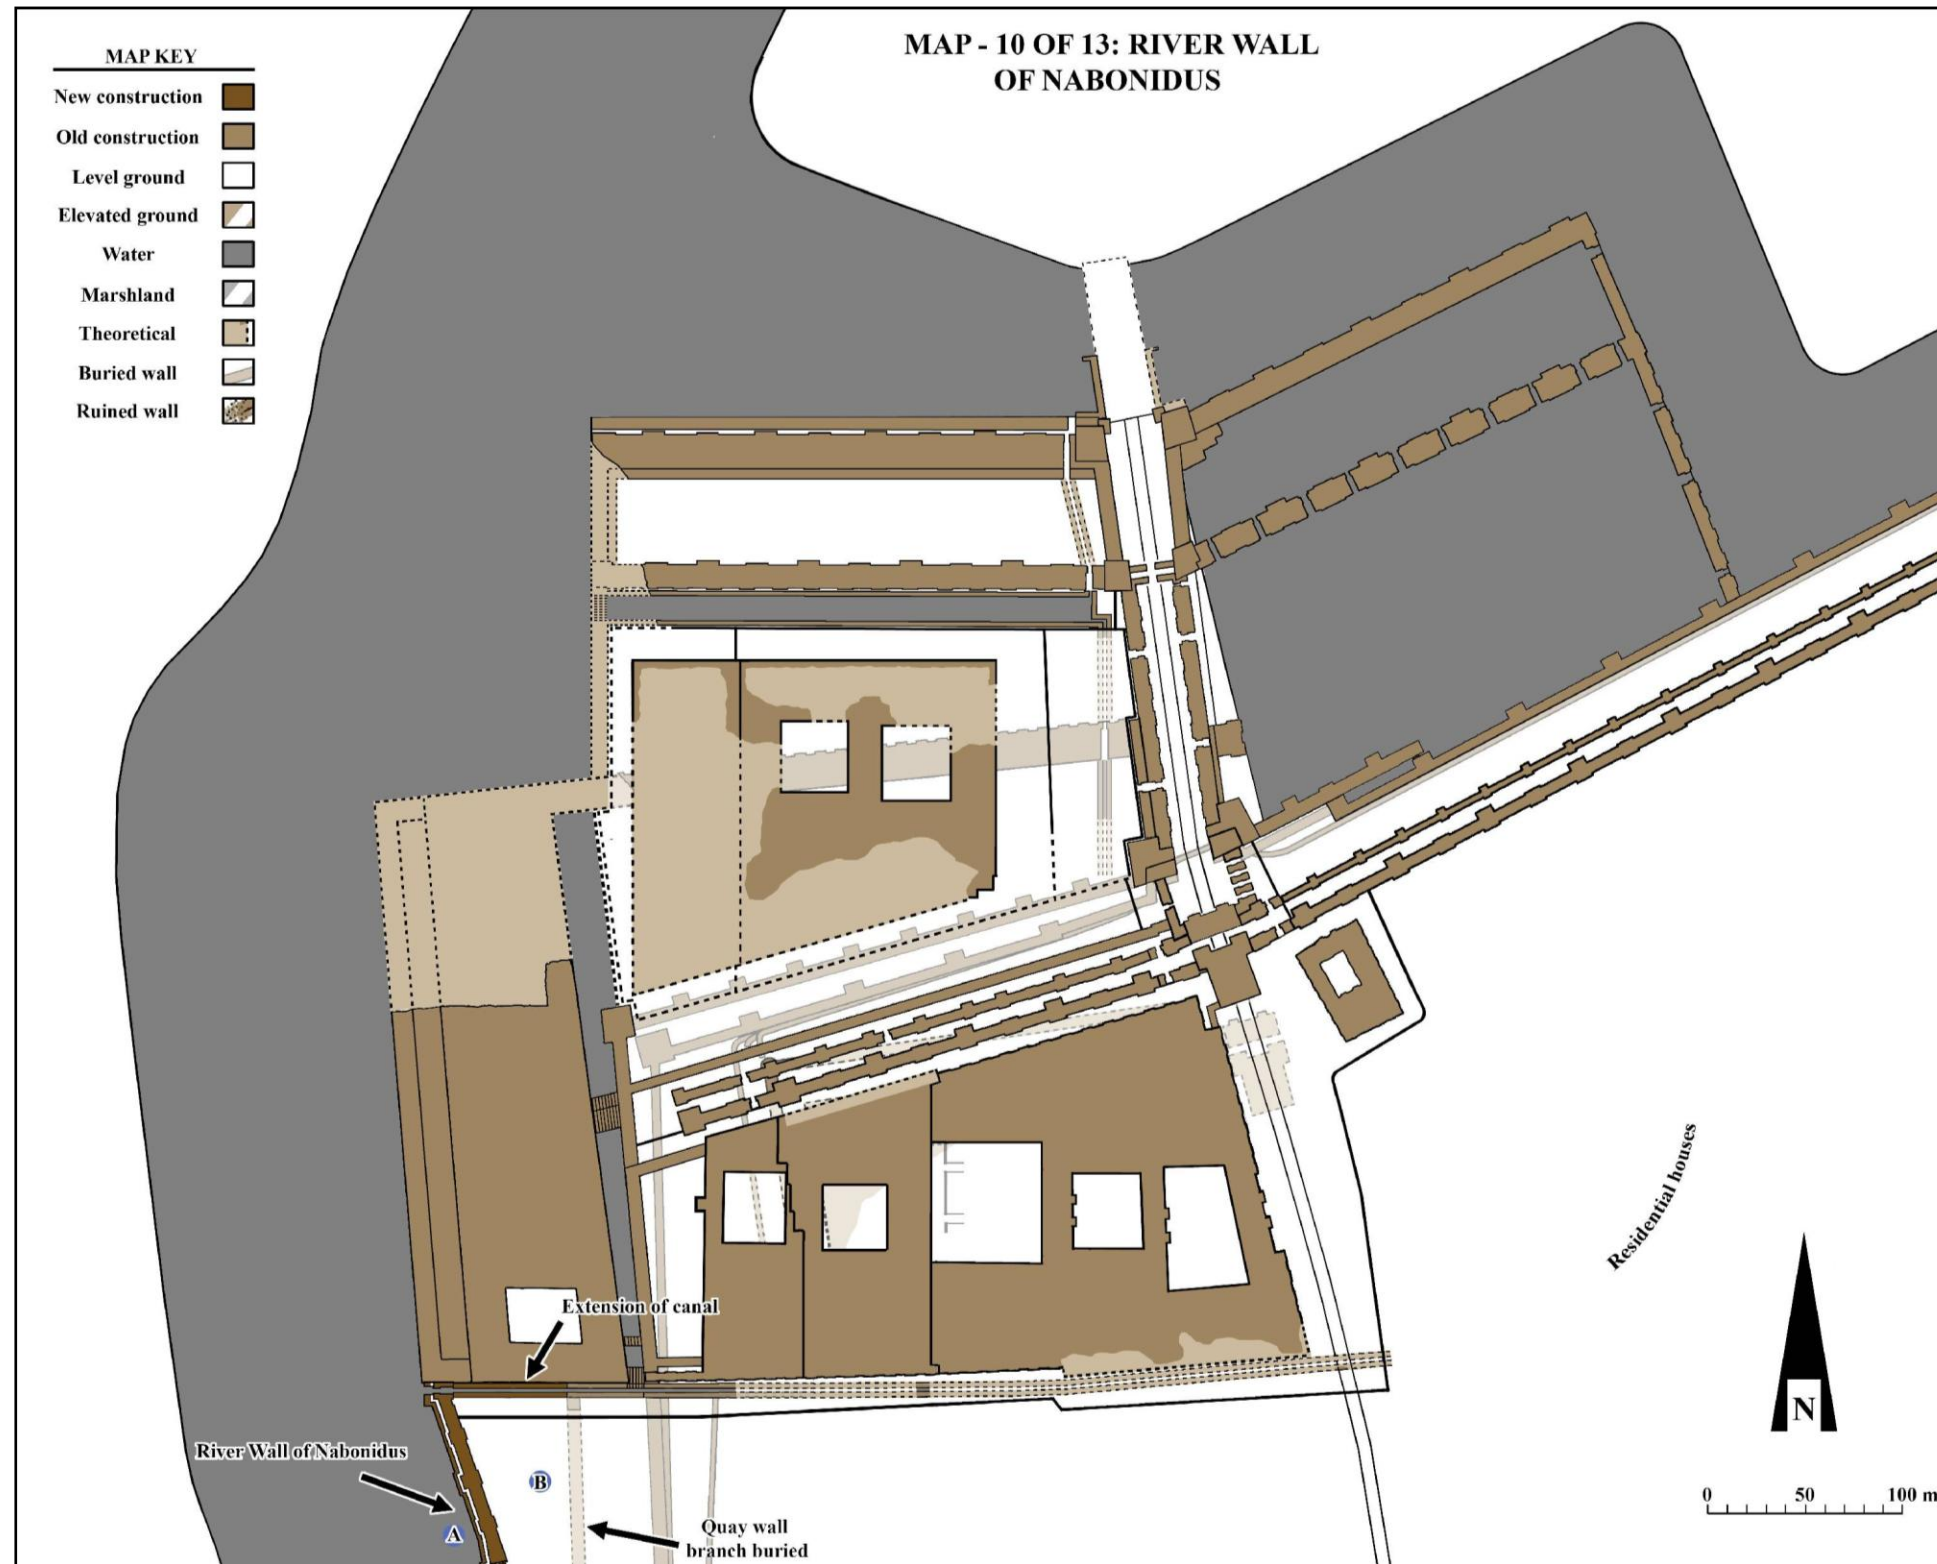 MAP - 10 OF 13: RIVER WALL
OF NABONIDUS
MAP KEY
New construction
Old construction
Level ground
Elevated ground
Water
Marshland
Theoretical
Buried wall
Ruined wall
Residential houses
Extension of canal
River Wall of Nabonidus
A
B
Quay wall
branch buried
N
0 50 100 m